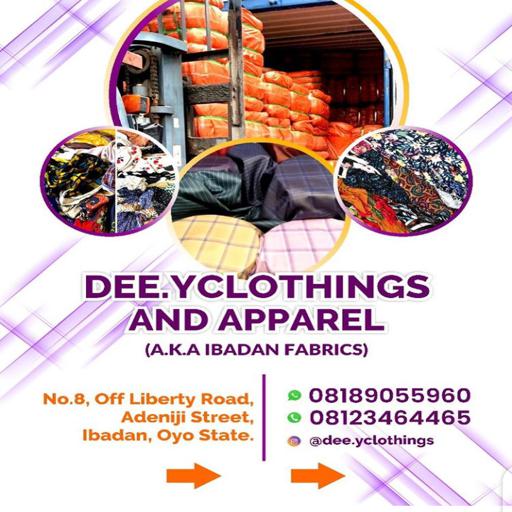 DEE.YCLOTHINGS
AND APPAREL
(A.K.A IBADAN FABRICS)
No.8, Off Liberty Road,
Adeniji Street,
Ibadan, Oyo State.
08189055960
08123464465
@dee.yclothings